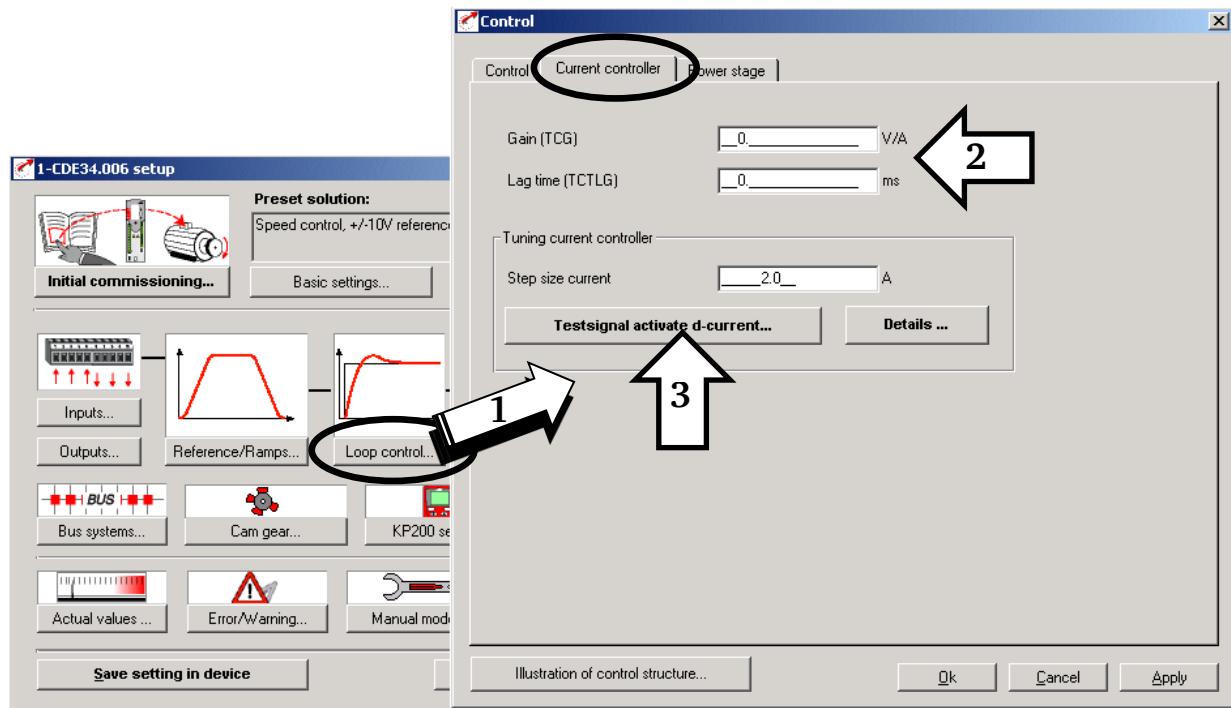 Control
Control
Current controller
Power stage
Gain (TCG)
__0.______________ V/A
Lag time (TCTLG)
__0.______________ ms
2
Tuning current controller
Step size current
_____2.0__ A
Testsignal activate d-current...
Details ...
1
3
Illustration of control structure...
Ok
Cancel
Apply
1-CDE34.006 setup
Preset solution:
Speed control, +/-10V reference
Initial commissioning...
Basic settings...
Inputs...
Outputs...
Reference/Ramps...
Loop control...
BUS
Bus systems...
Cam gear...
KP200 se
Actual values ...
Error/Warning...
Manual mod
Save setting in device